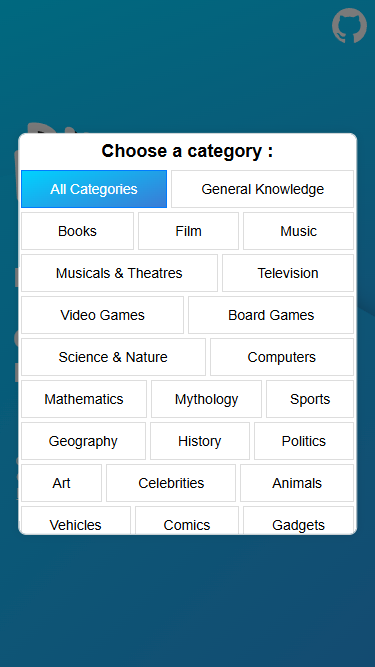 Choose a category :
All Categories General Knowledge
Books Film Music
Musicals & Theatres Television
Video Games Board Games
Science & Nature Computers
Mathematics Mythology Sports
Geography History Politics
Art Celebrities Animals
Vehicles Comics Gadgets